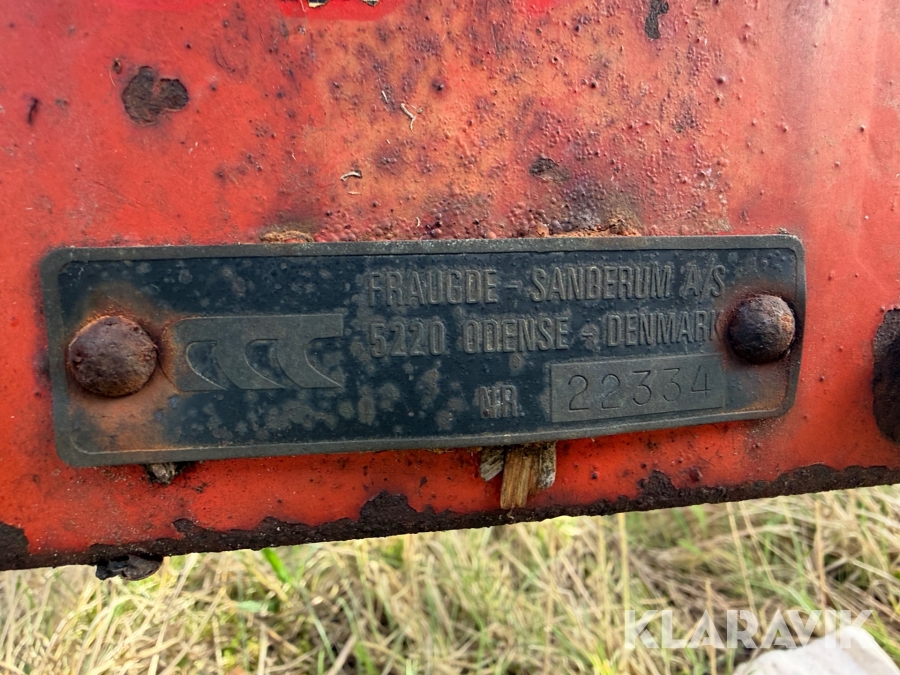 FRAUGDE - SANDERUM A/S
5220 ODENSE - DENMARK
NR. 22334
KLARAVIK